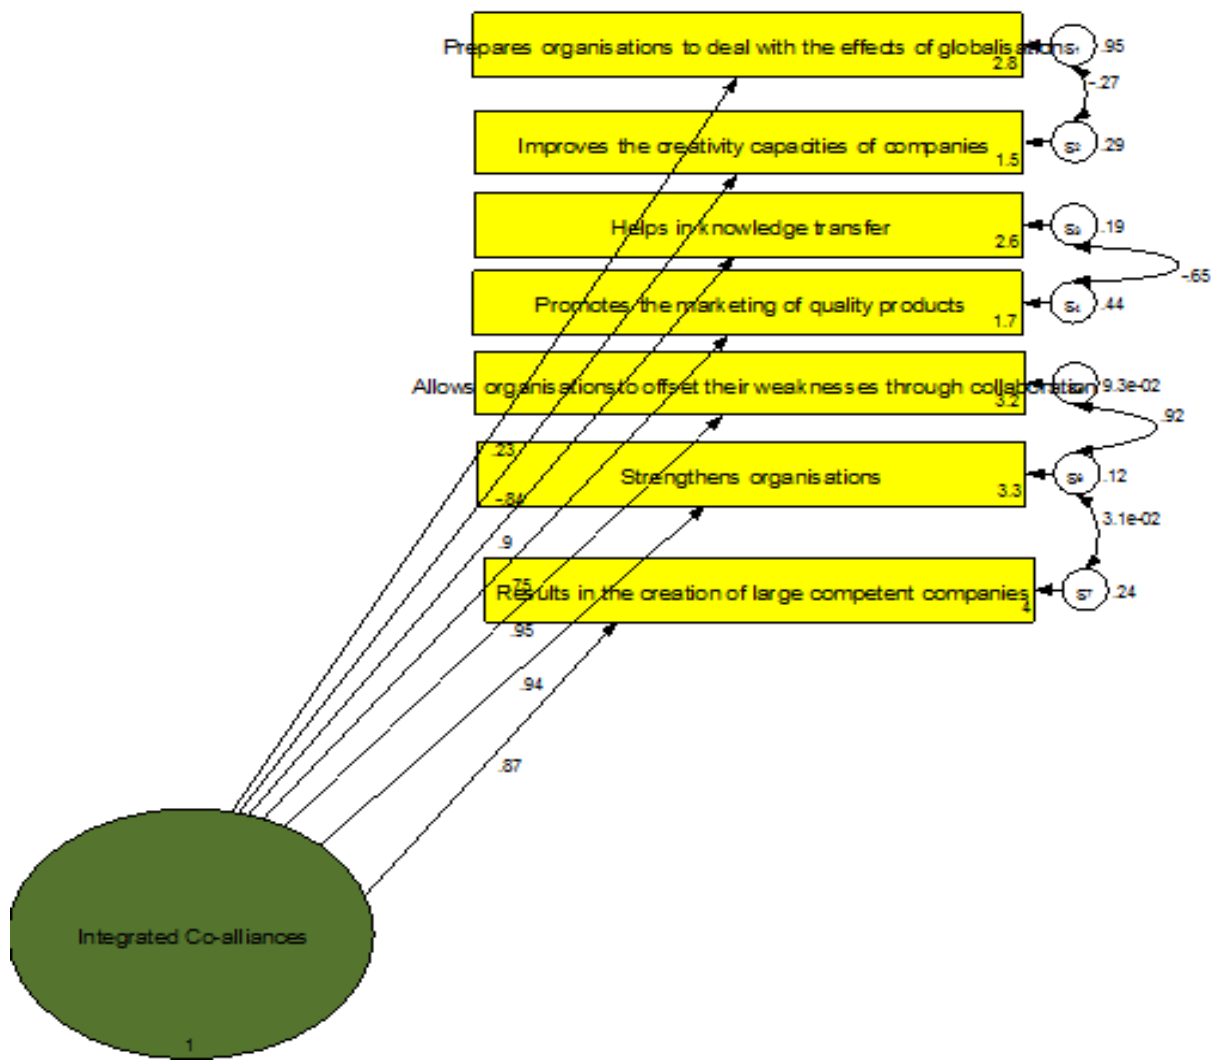 Prepares organisations to deal with the effects of globalisations
2.8
.95
-.27
Improves the creativity capacities of companies
1.5
.29
Helps in knowledge transfer
2.6
.19
-.65
Promotes the marketing of quality products
1.7
.44
Allows organisations to offset their weaknesses through collaboration
3.2
9.3e-02
.92
Strengthens organisations
3.3
.12
3.1e-02
Results in the creation of large competent companies
4
S7
.24
.23
-.84
.9
.75
.95
.94
.87
Integrated Co-alliances
1